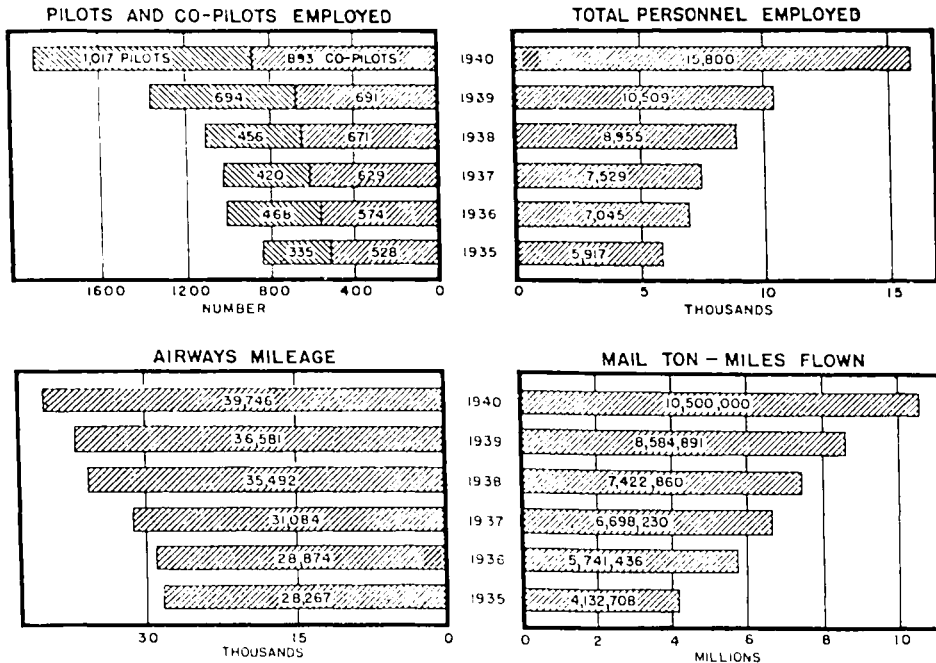 PILOTS AND CO-PILOTS EMPLOYED
1,017 PILOTS 893 CO-PILOTS
694 691
456 671
420 629
468 574
335 528
1600 1200 800 400 0
NUMBER
1940
1939
1938
1937
1936
1935
TOTAL PERSONNEL EMPLOYED
15,800
10,509
8,955
7,529
7,045
5,917
0 5 10 15
THOUSANDS
AIRWAYS MILEAGE
39,746
36,581
35,492
31,084
28,874
28,267
30 15 0
THOUSANDS
1940
1939
1938
1937
1936
1935
MAIL TON-MILES FLOWN
10,500,000
8,584,891
7,422,860
6,698,230
5,741,436
4,132,708
0 2 4 6 8 10
MILLIONS